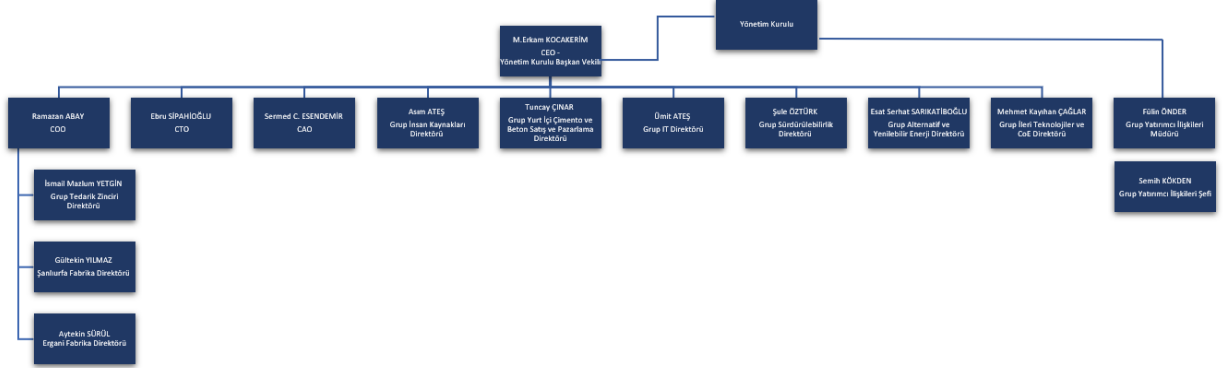 Yönetim Kurulu
M.Erkam KOCAKERİM
CEO -
Yönetim Kurulu Başkan Vekili
Ramazan ABAY
COO
Ebru SİPAHİOĞLU
CTO
Sermed C. ESENDEMİR
CAO
Asım ATEŞ
Grup İnsan Kaynakları
Direktörü
Tuncay ÇINAR
Grup Yurt İçi Çimento ve
Beton Satış ve Pazarlama
Direktörü
Ümit ATEŞ
Grup IT Direktörü
Şule ÖZTÜRK
Grup Sürdürülebilirlik
Direktörü
Esat Serhat SARIKATİBOĞLU
Grup Alternatif ve
Yenilebilir Enerji Direktörü
Mehmet Kayıhan ÇAĞLAR
Grup İleri Teknolojiler ve
CoE Direktörü
Fülin ÖNDER
Grup Yatırımcı İlişkileri
Müdürü
İsmail Mazlum YETGİN
Grup Tedarik Zinciri
Direktörü
Semih KÖKDEN
Grup Yatırımcı İlişkileri Şefi
Gültekin YILMAZ
Şanlıurfa Fabrika Direktörü
Aytekin SÜRÜL
Ergani Fabrika Direktörü